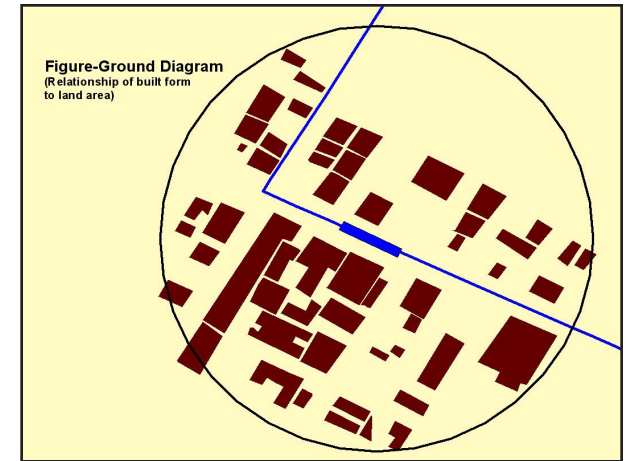 Figure-Ground Diagram
(Relationship of built form
to land area)